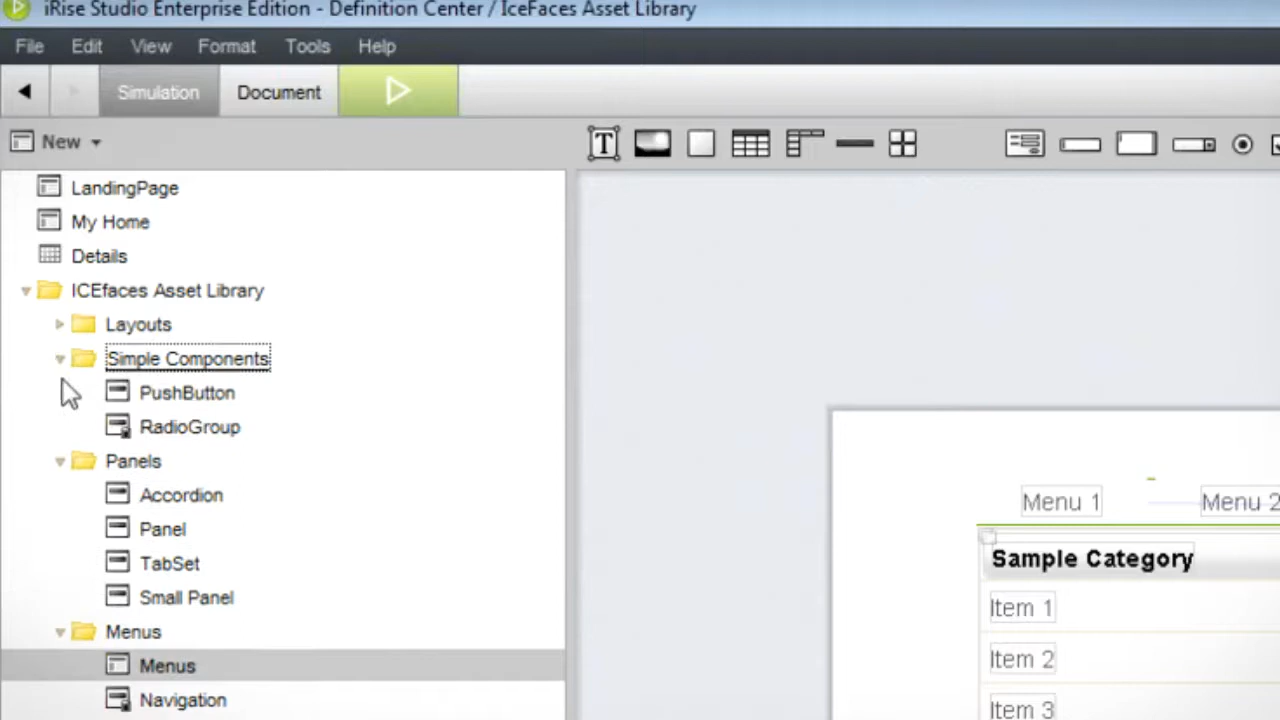 iRise Studio Enterprise Edition - Definition Center / IceFaces Asset Library
File Edit View Format Tools Help
Simulation Document
New
T
LandingPage
My Home
Details
ICEfaces Asset Library
Layouts
Simple Components
PushButton
RadioGroup
Panels
Accordion
Panel
TabSet
Small Panel
Menus
Menus
Navigation
Menu 1 Menu 2
Sample Category
Item 1
Item 2
Item 3